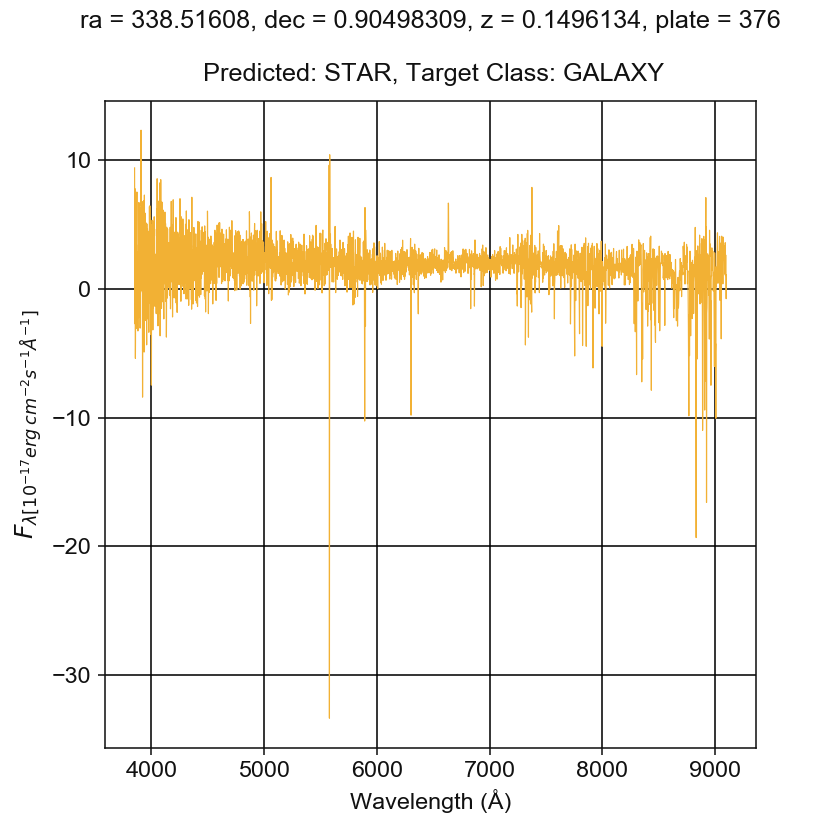 ra = 338.51608, dec = 0.90498309, z = 0.1496134, plate = 376
Predicted: STAR, Target Class: GALAXY
10
0
−10
−20
−30
F_{λ[10^{−17} erg cm^{−2}s^{−1}Å^{−1}]}
4000 5000 6000 7000 8000 9000
Wavelength (Å)